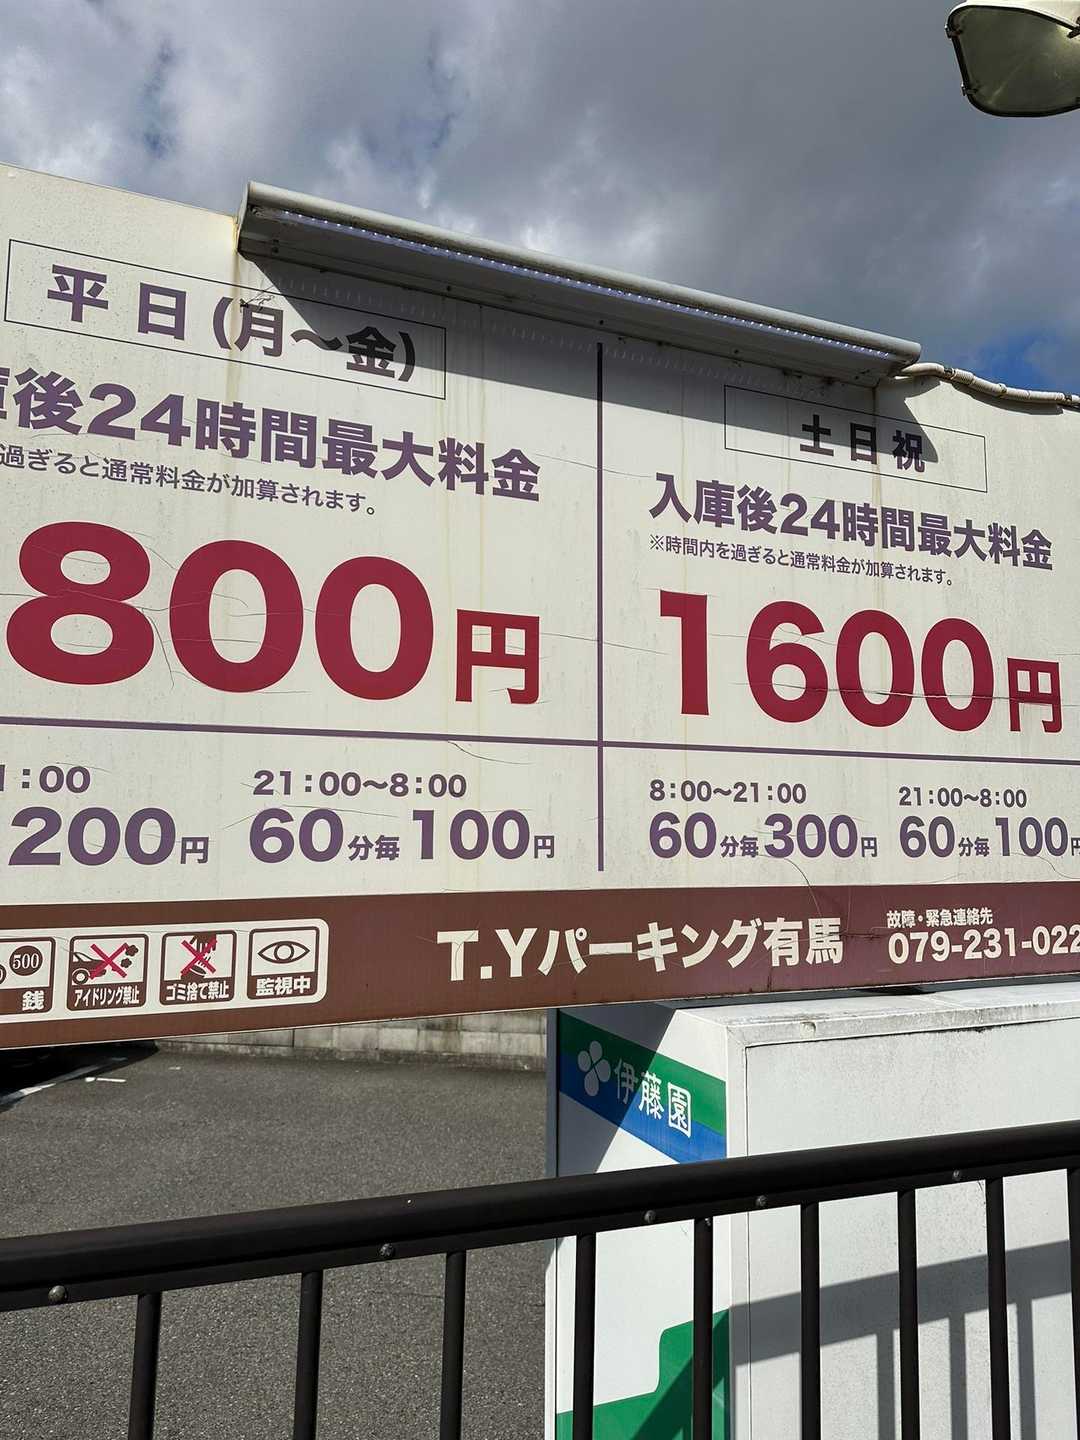 平日(月〜金)
後24時間最大料金
過ぎると通常料金が加算されます。
800円
1:00
200円
21:00〜8:00
60分毎100円
土日祝
入庫後24時間最大料金
※時間内を過ぎると通常料金が加算されます。
1600円
8:00〜21:00
60分毎300円
21:00〜8:00
60分毎100円
500
銭
アイドリング禁止
ゴミ捨て禁止
監視中
T.Yパーキング有馬
故障・緊急連絡先
079-231-022
伊藤園